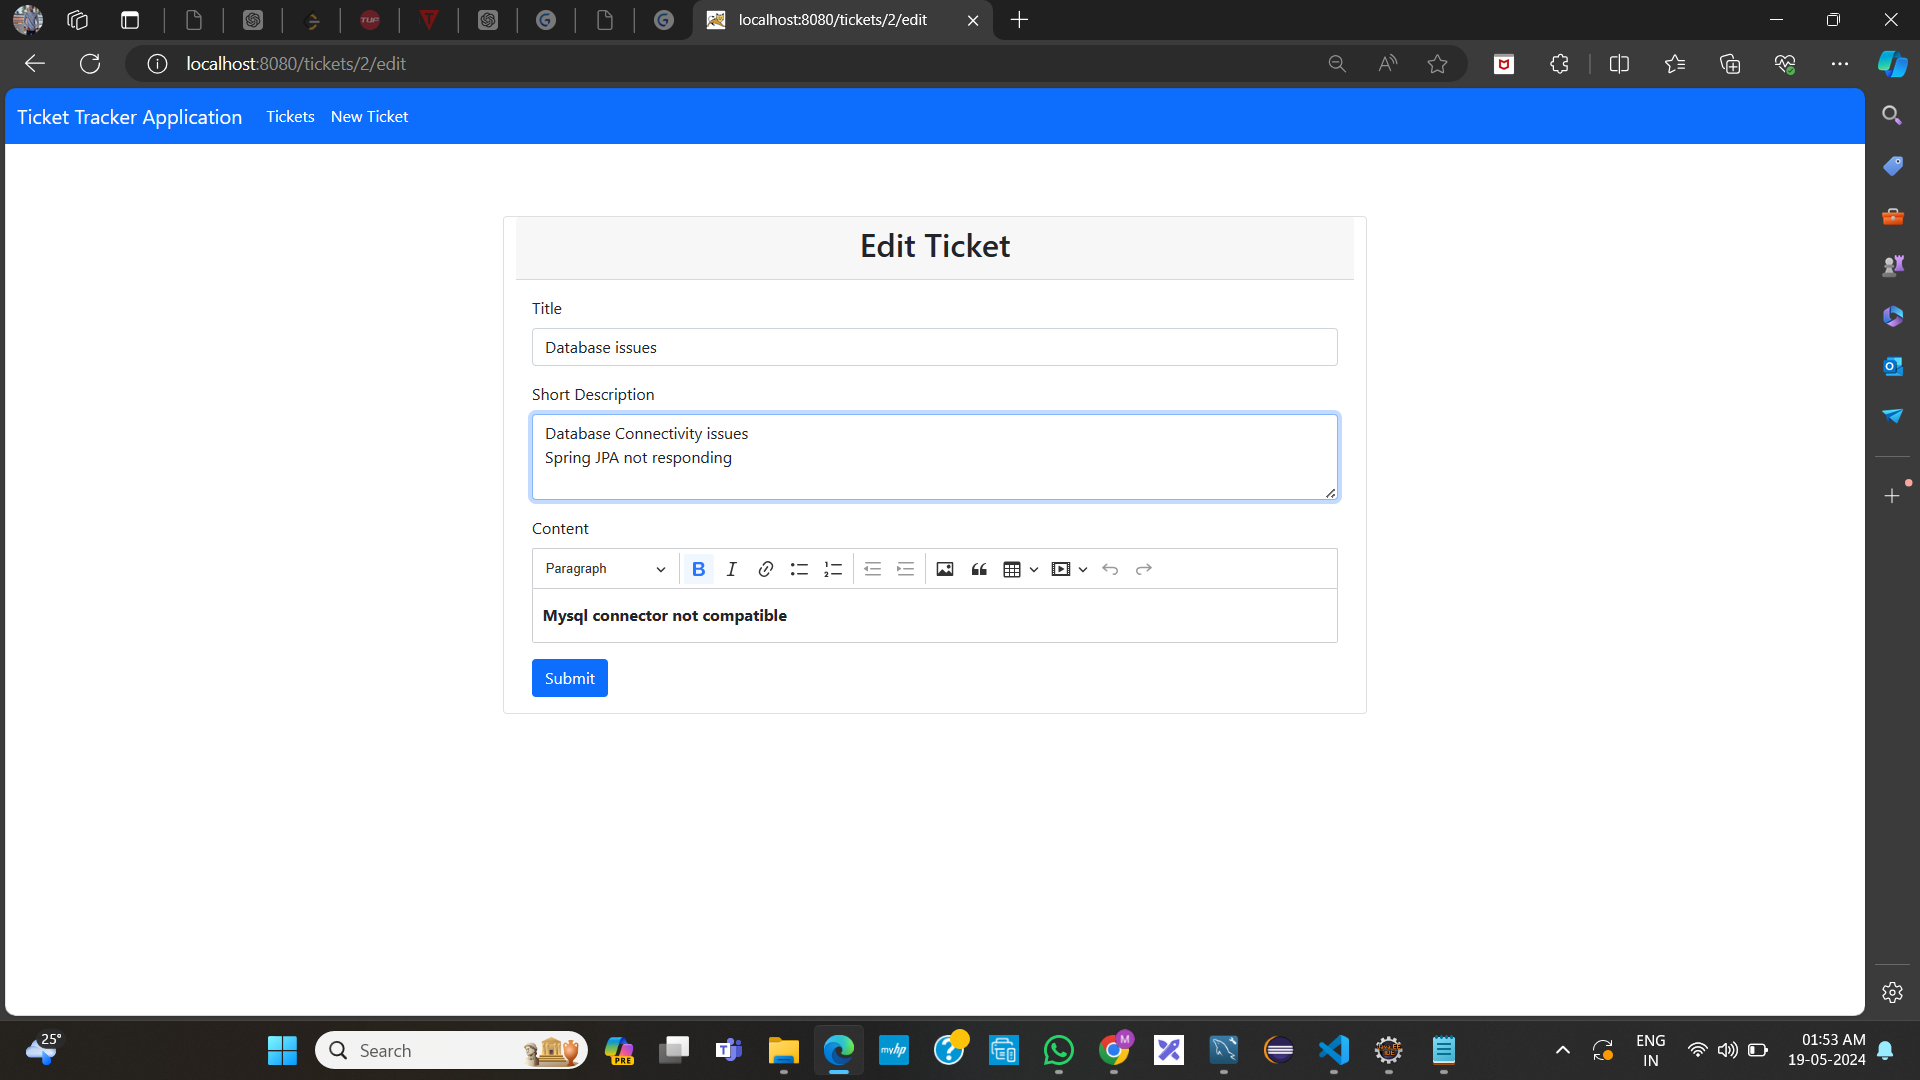 localhost:8080/tickets/2/edit
localhost:8080/tickets/2/edit
Ticket Tracker Application Tickets New Ticket
Edit Ticket
Title
Database issues
Short Description
Database Connectivity issues
Spring JPA not responding
Content
Paragraph B I
Mysql connector not compatible
Submit
25°
Search
PRE
myhp
M
ENG
IN
01:53 AM
19-05-2024